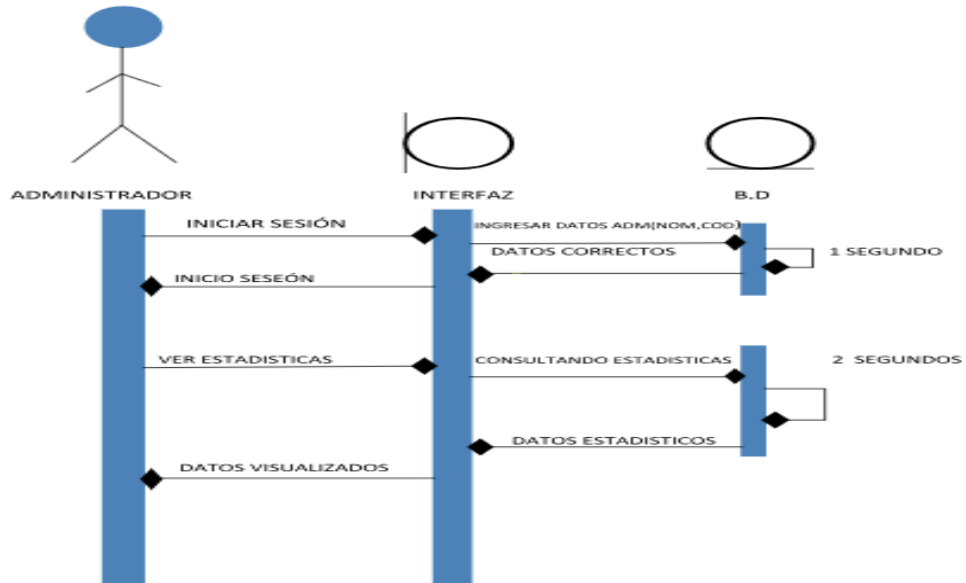 ADMINISTRADOR
INTERFAZ
B.D
INICIAR SESIÓN
INGRESAR DATOS ADM(NOM,COD)
DATOS CORRECTOS
1 SEGUNDO
INICIO SESEÓN
VER ESTADISTICAS
CONSULTANDO ESTADISTICAS
2 SEGUNDOS
DATOS ESTADISTICOS
DATOS VISUALIZADOS